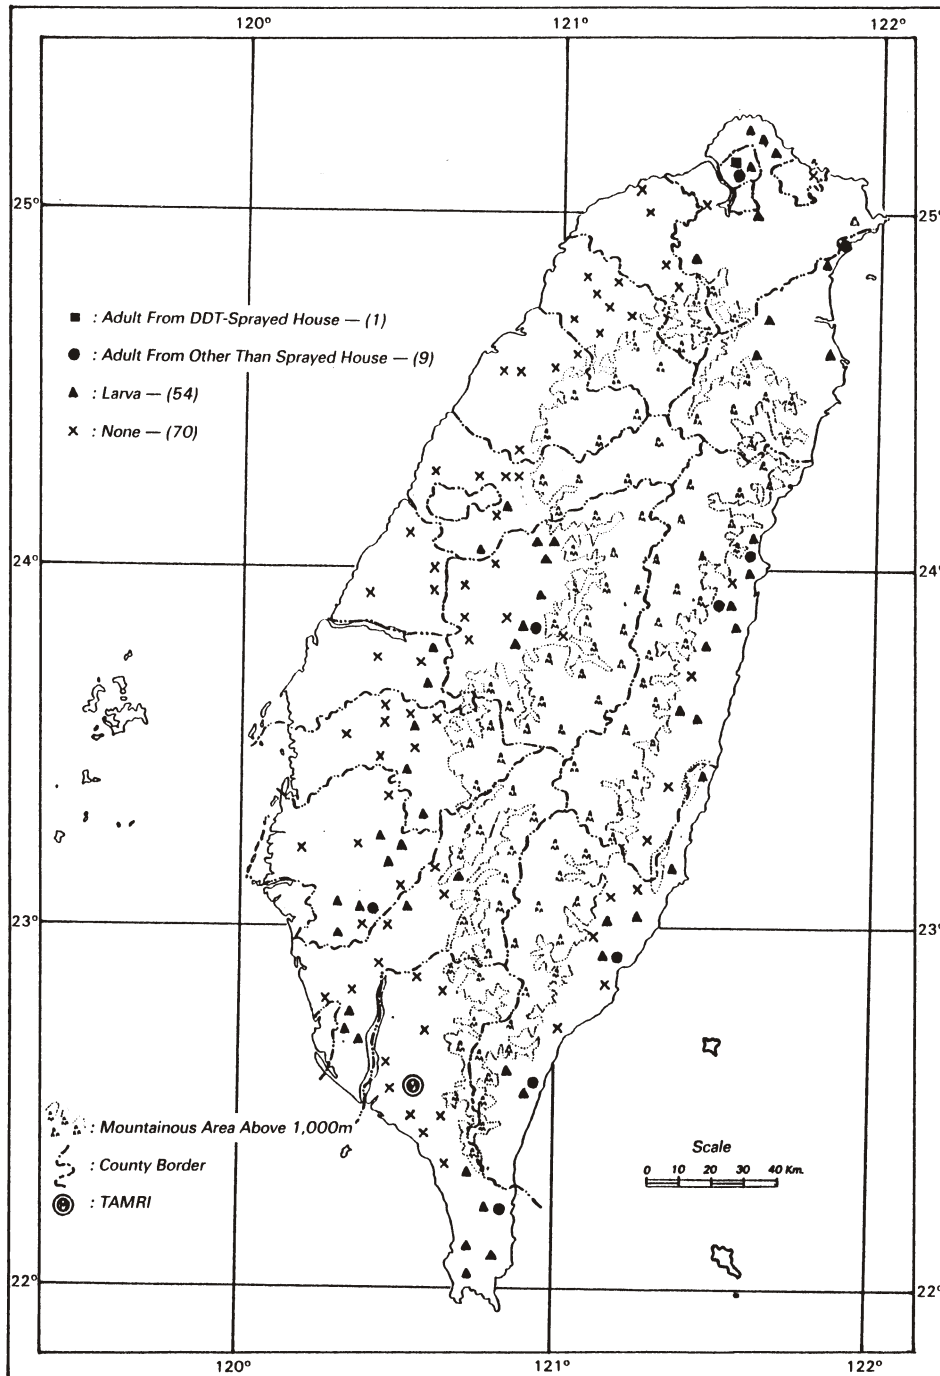 120°
121°
122°
25°
25°
■ : Adult From DDT-Sprayed House — (1)
● : Adult From Other Than Sprayed House — (9)
▲ : Larva — (54)
x : None — (70)
24°
24°
23°
23°
: Mountainous Area Above 1,000m
: County Border
: TAMRI
Scale
0 10 20 30 40 Km.
22°
22°
120°
121°
122°